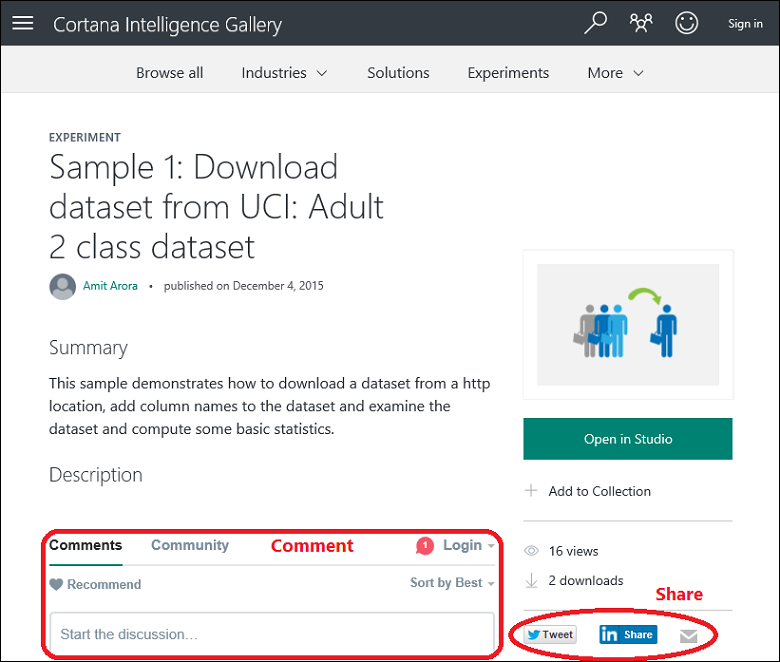 Cortana Intelligence Gallery
Sign in
Browse all Industries Solutions Experiments More
EXPERIMENT
Sample 1: Download
dataset from UCI: Adult
2 class dataset
Amit Arora • published on December 4, 2015
Summary
This sample demonstrates how to download a dataset from a http
location, add column names to the dataset and examine the
dataset and compute some basic statistics.
Description
Comments Community Comment 1 Login
Recommend Sort by Best
Start the discussion…
Open in Studio
Add to Collection
16 views
2 downloads
Share
Tweet in Share